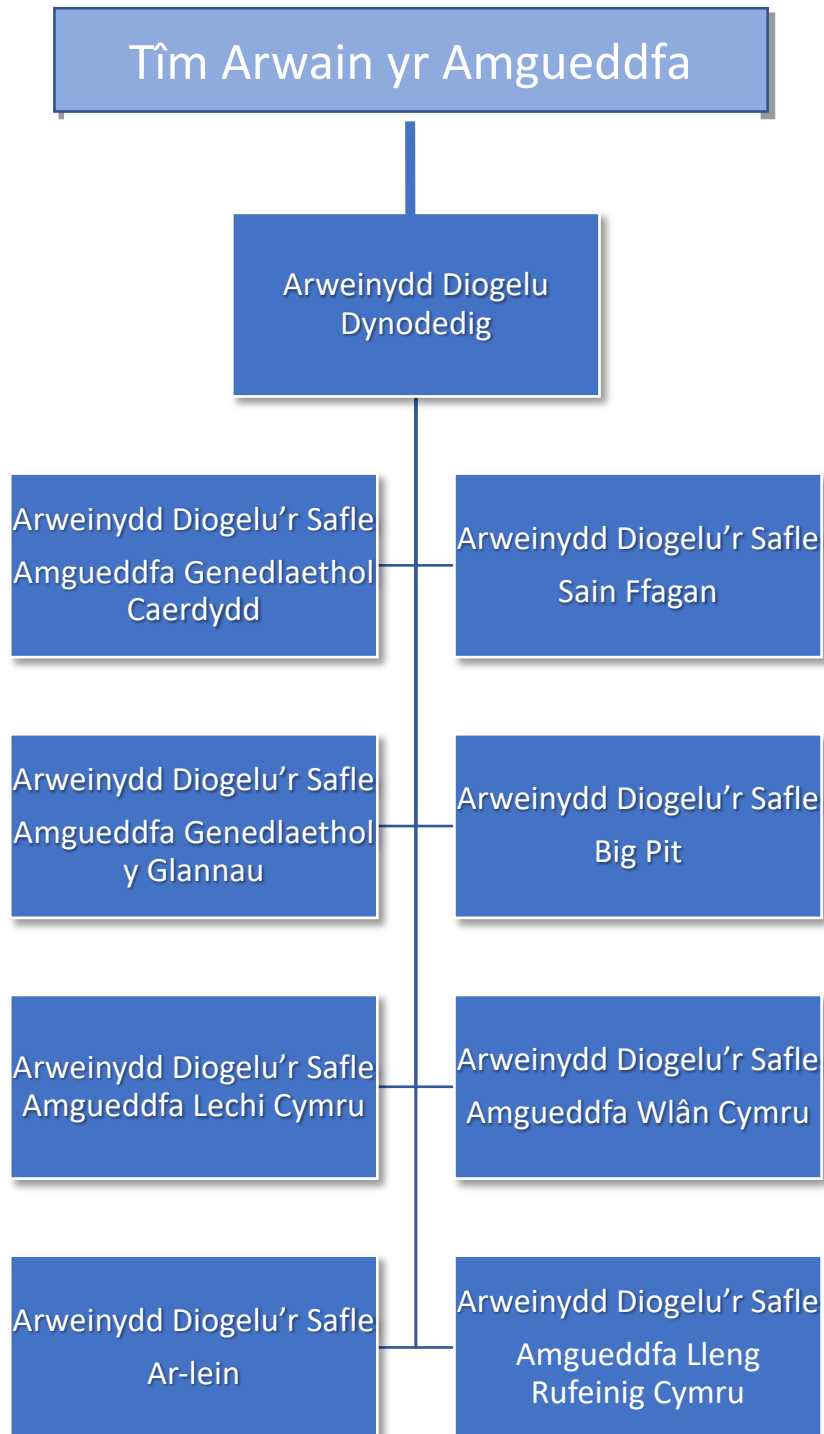 Tîm Arwain yr Amgueddfa
Arweinydd Diogelu
Dynodedig
Arweinydd Diogelu’r Safle
Amgueddfa Genedlaethol
Caerdydd
Arweinydd Diogelu’r Safle
Sain Ffagan
Arweinydd Diogelu’r Safle
Amgueddfa Genedlaethol
y Glannau
Arweinydd Diogelu’r Safle
Big Pit
Arweinydd Diogelu’r Safle
Amgueddfa Lechi Cymru
Arweinydd Diogelu’r Safle
Amgueddfa Wlân Cymru
Arweinydd Diogelu’r Safle
Ar-lein
Arweinydd Diogelu’r Safle
Amgueddfa Lleng
Rufeinig Cymru